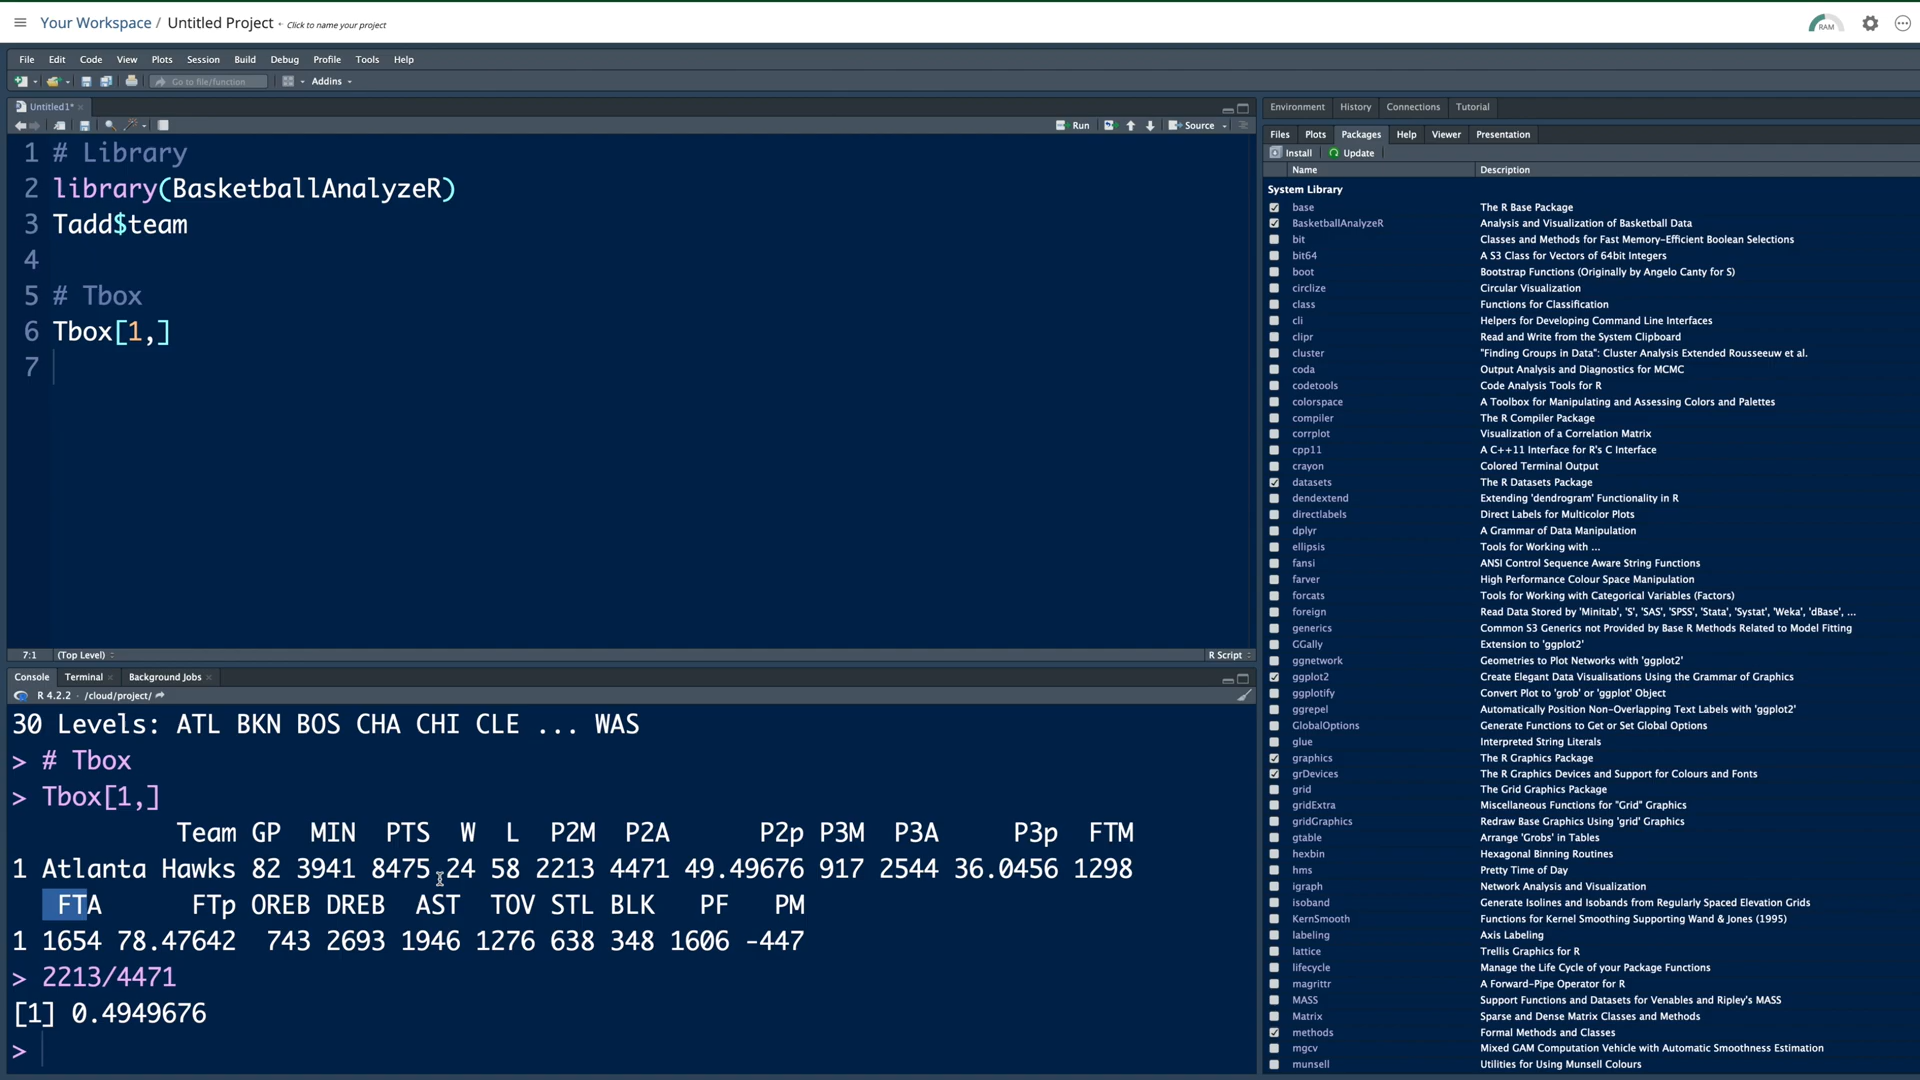 Your Workspace / Untitled Project Click to name your project
RAM
File Edit Code View Plots Session Build Debug Profile Tools Help
Go to file/function Addins
Untitled1*
Run Source
1 # Library
2 library(BasketballAnalyzeR)
3 Tadd$team
4
5 # Tbox
6 Tbox[1,]
7
7:1 (Top Level) R Script
Console Terminal Background Jobs
R 4.2.2 · /cloud/project/
30 Levels: ATL BKN BOS CHA CHI CLE ... WAS
> # Tbox
> Tbox[1,]
Team GP MIN PTS W L P2M P2A P2p P3M P3A P3p FTM
1 Atlanta Hawks 82 3941 8475 24 58 2213 4471 49.49676 917 2544 36.0456 1298
FTA FTp OREB DREB AST TOV STL BLK PF PM
1 1654 78.47642 743 2693 1946 1276 638 348 1606 -447
> 2213/4471
[1] 0.4949676
>
Environment History Connections Tutorial
Files Plots Packages Help Viewer Presentation
Install Update
Name Description
System Library
base The R Base Package
BasketballAnalyzeR Analysis and Visualization of Basketball Data
bit Classes and Methods for Fast Memory-Efficient Boolean Selections
bit64 A S3 Class for Vectors of 64bit Integers
boot Bootstrap Functions (Originally by Angelo Canty for S)
circlize Circular Visualization
class Functions for Classification
cli Helpers for Developing Command Line Interfaces
clipr Read and Write from the System Clipboard
cluster "Finding Groups in Data": Cluster Analysis Extended Rousseeuw et al.
coda Output Analysis and Diagnostics for MCMC
codetools Code Analysis Tools for R
colorspace A Toolbox for Manipulating and Assessing Colors and Palettes
compiler The R Compiler Package
corrplot Visualization of a Correlation Matrix
cpp11 A C++11 Interface for R's C Interface
crayon Colored Terminal Output
datasets The R Datasets Package
dendextend Extending 'dendrogram' Functionality in R
directlabels Direct Labels for Multicolor Plots
dplyr A Grammar of Data Manipulation
ellipsis Tools for Working with ...
fansi ANSI Control Sequence Aware String Functions
farver High Performance Colour Space Manipulation
forcats Tools for Working with Categorical Variables (Factors)
foreign Read Data Stored by 'Minitab', 'S', 'SAS', 'SPSS', 'Stata', 'Systat', 'Weka', 'dBase', ...
generics Common S3 Generics not Provided by Base R Methods Related to Model Fitting
GGally Extension to 'ggplot2'
ggnetwork Geometries to Plot Networks with 'ggplot2'
ggplot2 Create Elegant Data Visualisations Using the Grammar of Graphics
ggplotify Convert Plot to 'grob' or 'ggplot' Object
ggrepel Automatically Position Non-Overlapping Text Labels with 'ggplot2'
GlobalOptions Generate Functions to Get or Set Global Options
glue Interpreted String Literals
graphics The R Graphics Package
grDevices The R Graphics Devices and Support for Colours and Fonts
grid The Grid Graphics Package
gridExtra Miscellaneous Functions for "Grid" Graphics
gridGraphics Redraw Base Graphics Using 'grid' Graphics
gtable Arrange 'Grobs' in Tables
hexbin Hexagonal Binning Routines
hms Pretty Time of Day
igraph Network Analysis and Visualization
isoband Generate Isolines and Isobands from Regularly Spaced Elevation Grids
KernSmooth Functions for Kernel Smoothing Supporting Wand & Jones (1995)
labeling Axis Labeling
lattice Trellis Graphics for R
lifecycle Manage the Life Cycle of your Package Functions
magrittr A Forward-Pipe Operator for R
MASS Support Functions and Datasets for Venables and Ripley's MASS
Matrix Sparse and Dense Matrix Classes and Methods
methods Formal Methods and Classes
mgcv Mixed GAM Computation Vehicle with Automatic Smoothness Estimation
munsell Utilities for Using Munsell Colours